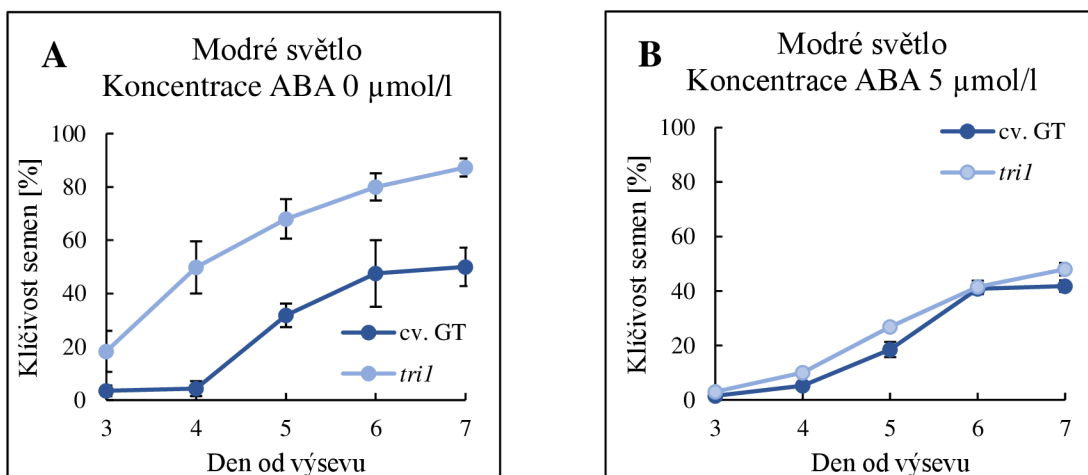 A
Modré světlo
Koncentrace ABA 0 µmol/l
Klíčivost semen [%]
100
80
60
40
20
0
cv. GT
tri1
3 4 5 6 7
Den od výsevu
B
Modré světlo
Koncentrace ABA 5 µmol/l
Klíčivost semen [%]
100
80
60
40
20
0
cv. GT
tri1
3 4 5 6 7
Den od výsevu